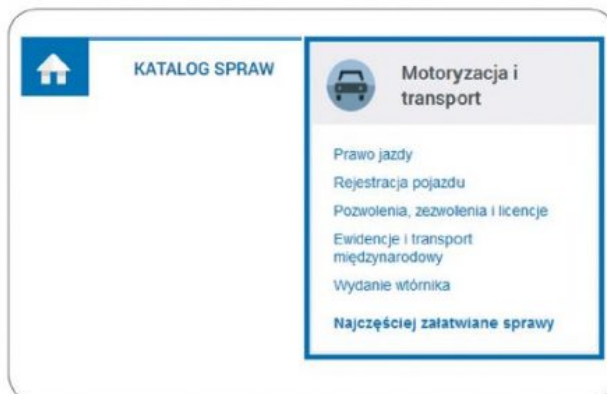 KATALOG SPRAW
Motoryzacja i
transport
Prawo jazdy
Rejestracja pojazdu
Pozwolenia, zezwolenia i licencje
Ewidencje i transport
międzynarodowy
Wydanie wtórnika
Najczęściej załatwiane sprawy